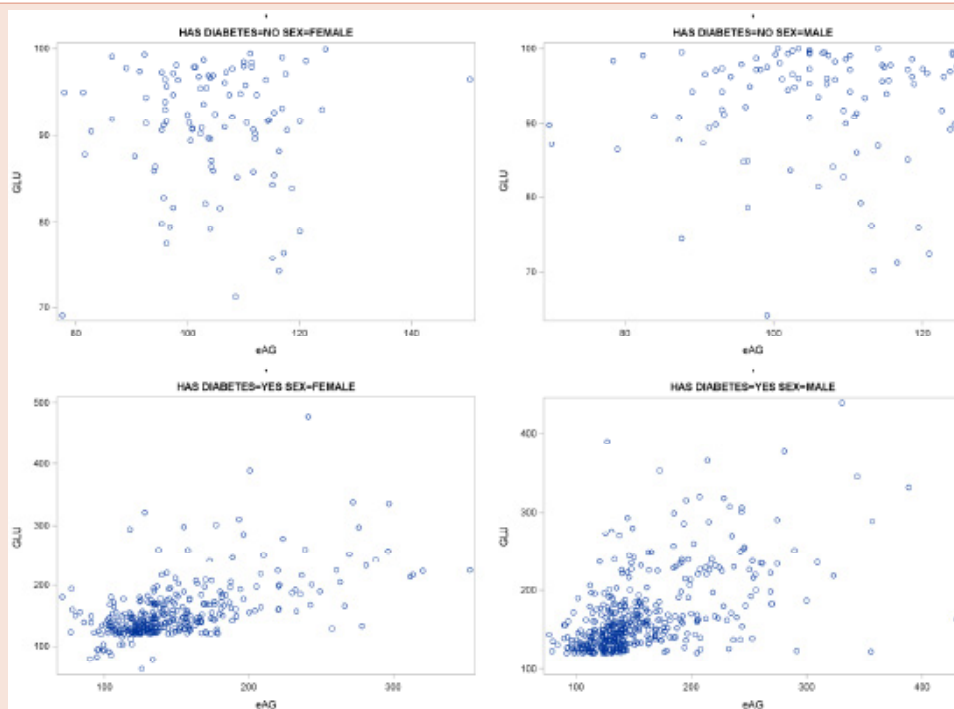 HAS DIABETES=NO SEX=FEMALE
100
90
80
70
GLU
80 100 120 140
eAG
HAS DIABETES=NO SEX=MALE
100
90
80
70
GLU
80 100 120
eAG
HAS DIABETES=YES SEX=FEMALE
500
400
300
200
100
GLU
100 200 300
eAG
HAS DIABETES=YES SEX=MALE
400
300
200
100
GLU
100 200 300 400
eAG